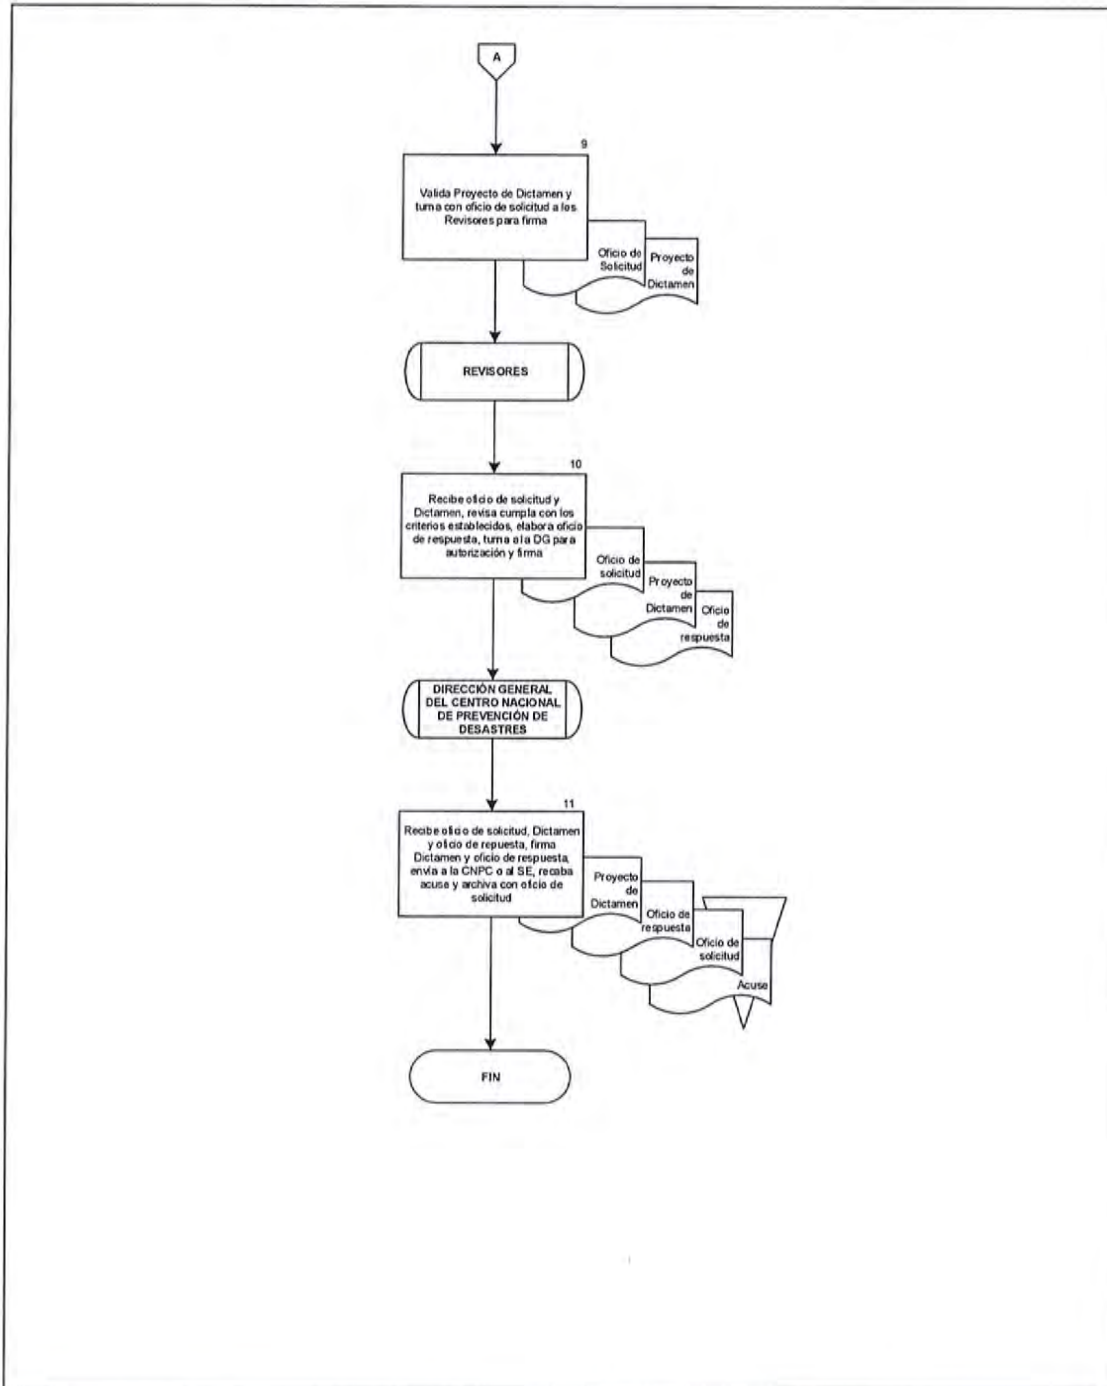 A
9
Valida Proyecto de Dictamen y
turna con oficio de solicitud a los
Revisores para firma
Oficio de
Solicitud
Proyecto
de
Dictamen
REVISORES
10
Recibe oficio de solicitud y
Dictamen, revisa cumpla con los
criterios establecidos, elabora oficio
de respuesta, turna a la DG para
autorización y firma
Oficio de
solicitud
Proyecto
de
Dictamen
Oficio
de
respuesta
DIRECCIÓN GENERAL
DEL CENTRO NACIONAL
DE PREVENCIÓN DE
DESASTRES
11
Recibe oficio de solicitud, Dictamen
y oficio de repuesta, firma
Dictamen y oficio de respuesta,
envía a la CNPC o al SE, recaba
acuse y archiva con oficio de
solicitud
Proyecto
de
Dictamen
Oficio de
respuesta
Oficio de
solicitud
Acuse
FIN